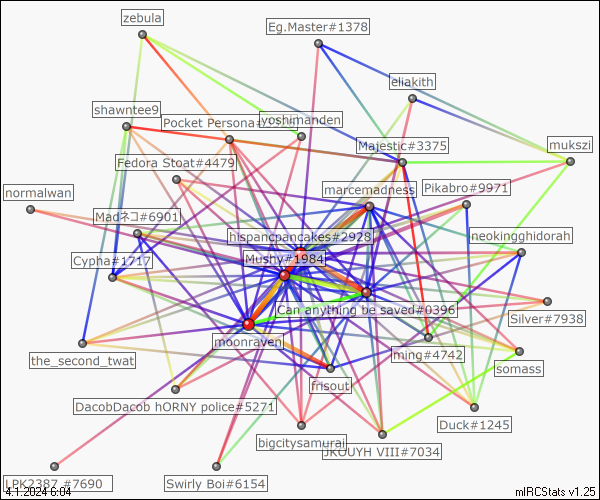 zebula
Eg.Master#1378
eliakith
shawntee9
Pocket Persona#
yoshimanden
Majestic#3375
mukszi
Fedora Stoat#4479
marcemadness
Pikabro#9971
normalwan
Madネコ#6901
hispancpancakes#2928
neokingghidorah
Cypha#1717
Mushy#1984
Can anything be saved#0396
Silver#7938
moonraven
the_second_twat
ming#4742
somass
frisout
DacobDacob hORNY police#5271
Duck#1245
bigcitysamurai
JKOUYH VIII#7034
LPK2387 #7690
Swirly Boi#6154
4.1.2024 6:04
mIRCStats v1.25